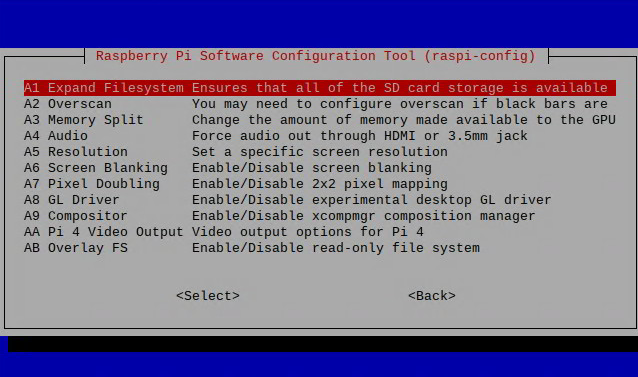 Raspberry Pi Software Configuration Tool (raspi-config)
A1 Expand Filesystem Ensures that all of the SD card storage is available
A2 Overscan You may need to configure overscan if black bars are
A3 Memory Split Change the amount of memory made available to the GPU
A4 Audio Force audio out through HDMI or 3.5mm jack
A5 Resolution Set a specific screen resolution
A6 Screen Blanking Enable/Disable screen blanking
A7 Pixel Doubling Enable/Disable 2x2 pixel mapping
A8 GL Driver Enable/Disable experimental desktop GL driver
A9 Compositor Enable/Disable xcompmgr composition manager
AA Pi 4 Video Output Video output options for Pi 4
AB Overlay FS Enable/Disable read-only file system
<Select> <Back>